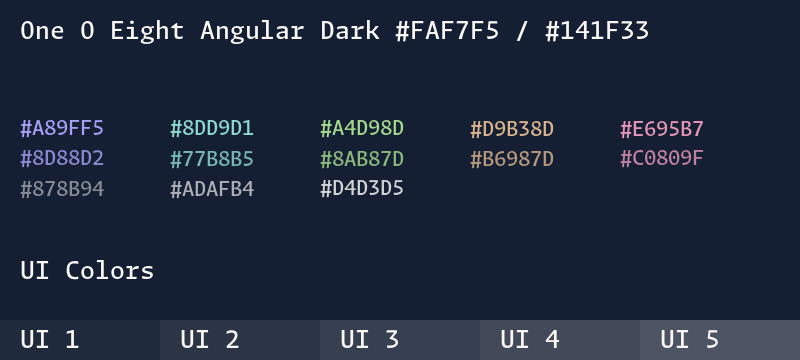 One O Eight Angular Dark #FAF7F5 / #141F33
#A89FF5 #8DD9D1 #A4D98D #D9B38D #E695B7
#8D88D2 #77B8B5 #8AB87D #B6987D #C0809F
#878B94 #ADAFB4 #D4D3D5
UI Colors
UI 1 UI 2 UI 3 UI 4 UI 5